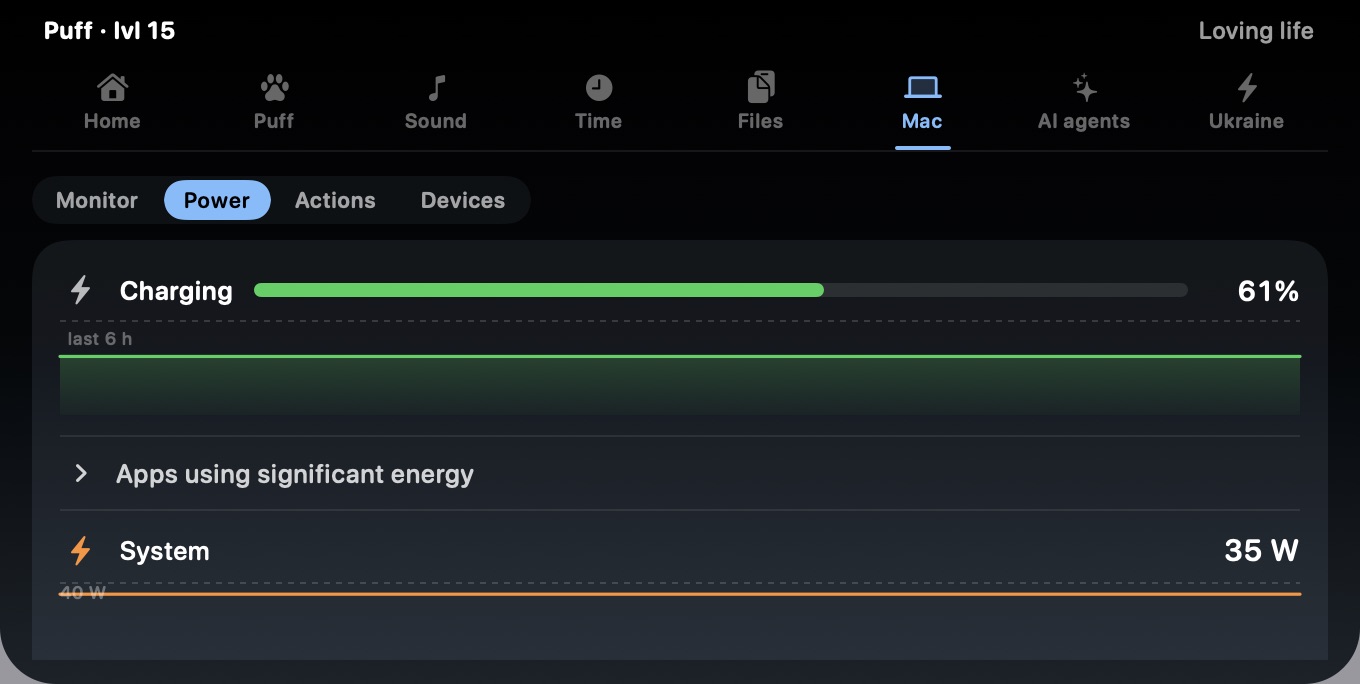 Puff · lvl 15
Loving life
Home
Puff
Sound
Time
Files
Mac
AI agents
Ukraine
Monitor
Power
Actions
Devices
Charging
61%
last 6 h
Apps using significant energy
System
35 W
40 W